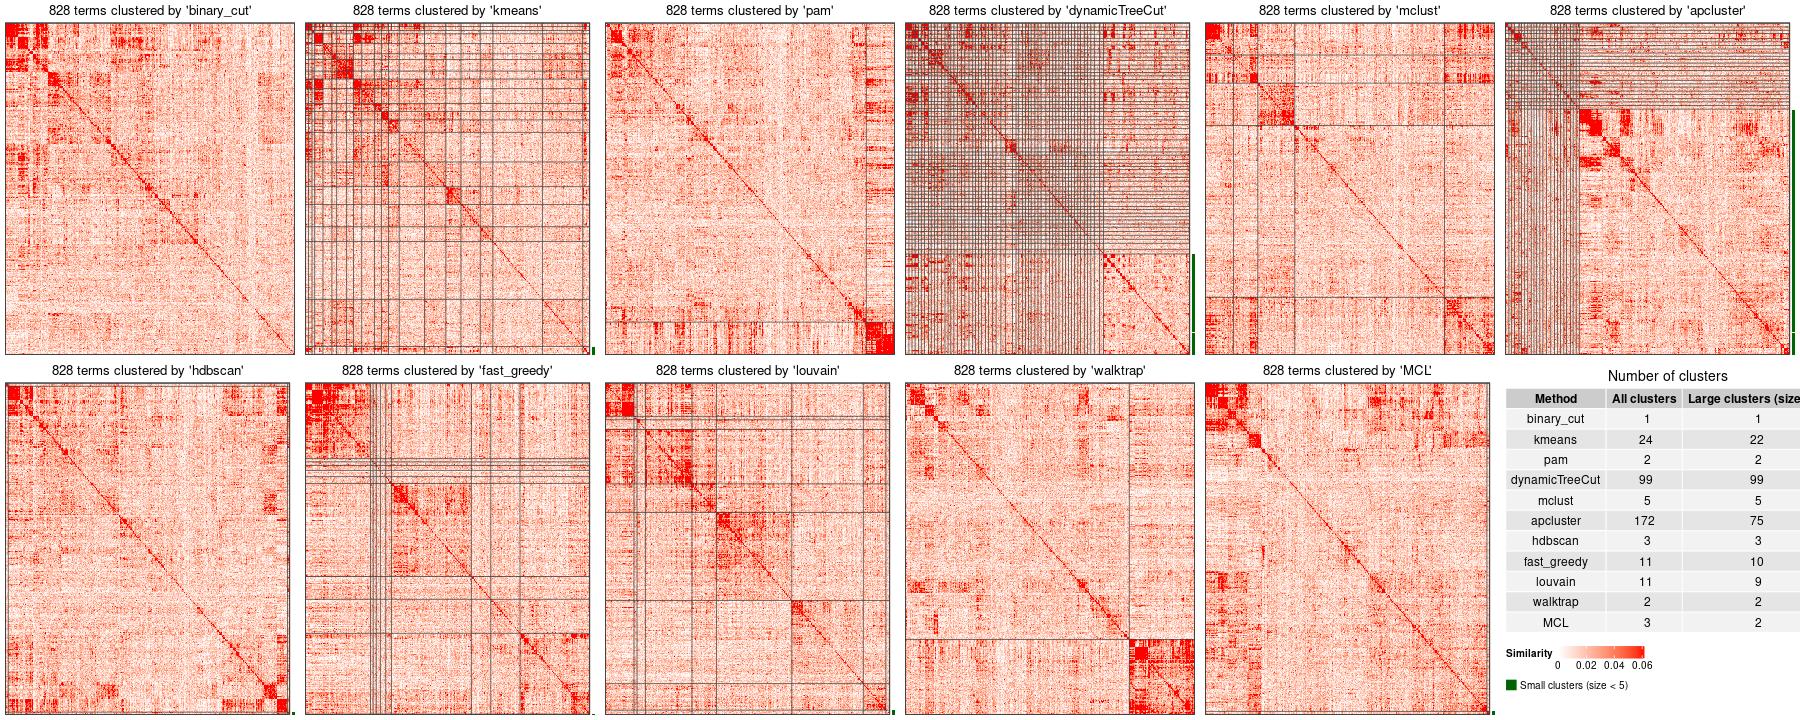 828 terms clustered by 'binary_cut'
828 terms clustered by 'kmeans'
828 terms clustered by 'pam'
828 terms clustered by 'dynamicTreeCut'
828 terms clustered by 'mclust'
828 terms clustered by 'apcluster'
828 terms clustered by 'hdbscan'
828 terms clustered by 'fast_greedy'
828 terms clustered by 'louvain'
828 terms clustered by 'walktrap'
828 terms clustered by 'MCL'
Number of clusters
Method All clusters Large clusters (size
binary_cut 1 1
kmeans 24 22
pam 2 2
dynamicTreeCut 99 99
mclust 5 5
apcluster 172 75
hdbscan 3 3
fast_greedy 11 10
louvain 11 9
walktrap 2 2
MCL 3 2
Similarity
0 0.02 0.04 0.06
Small clusters (size < 5)